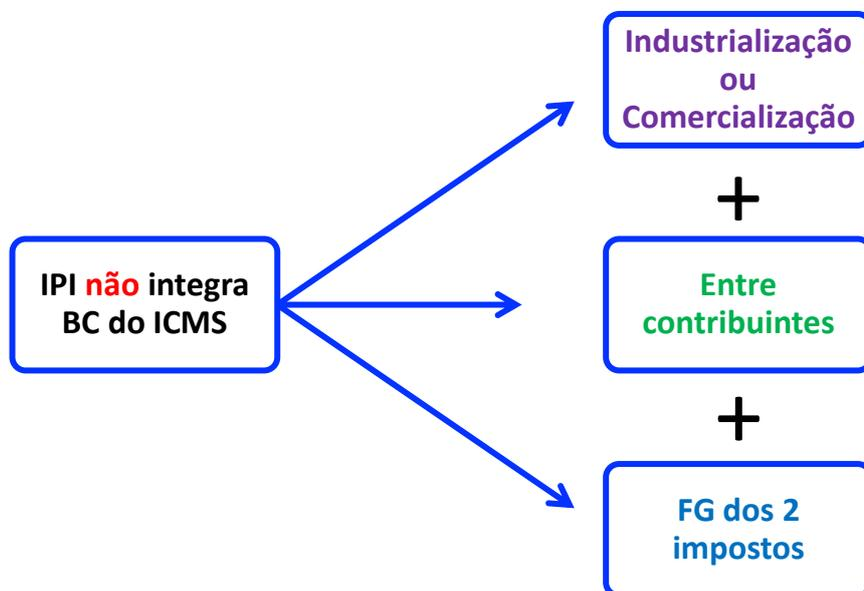 Industrialização
ou
Comercialização
+
IPI não integra
BC do ICMS
Entre
contribuintes
+
FG dos 2
impostos